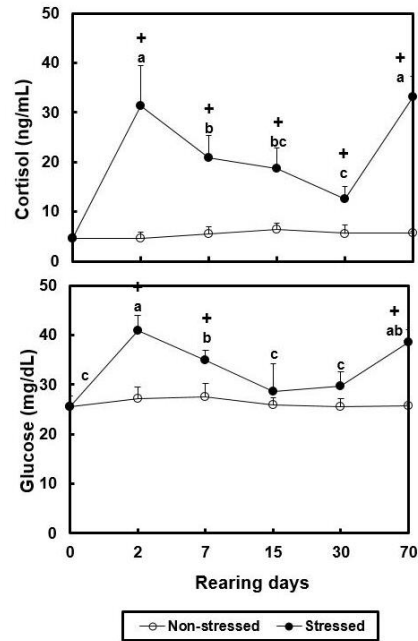 50
+
+
a
a
40
+
b
+
bc
30
+
c
20
10
0
Cortisol (ng/mL)
50
+
a
+
+
b
ab
40
c
c
c
30
20
10
0
Glucose (mg/dL)
0 2 7 15 30 70
Rearing days
Non-stressed Stressed